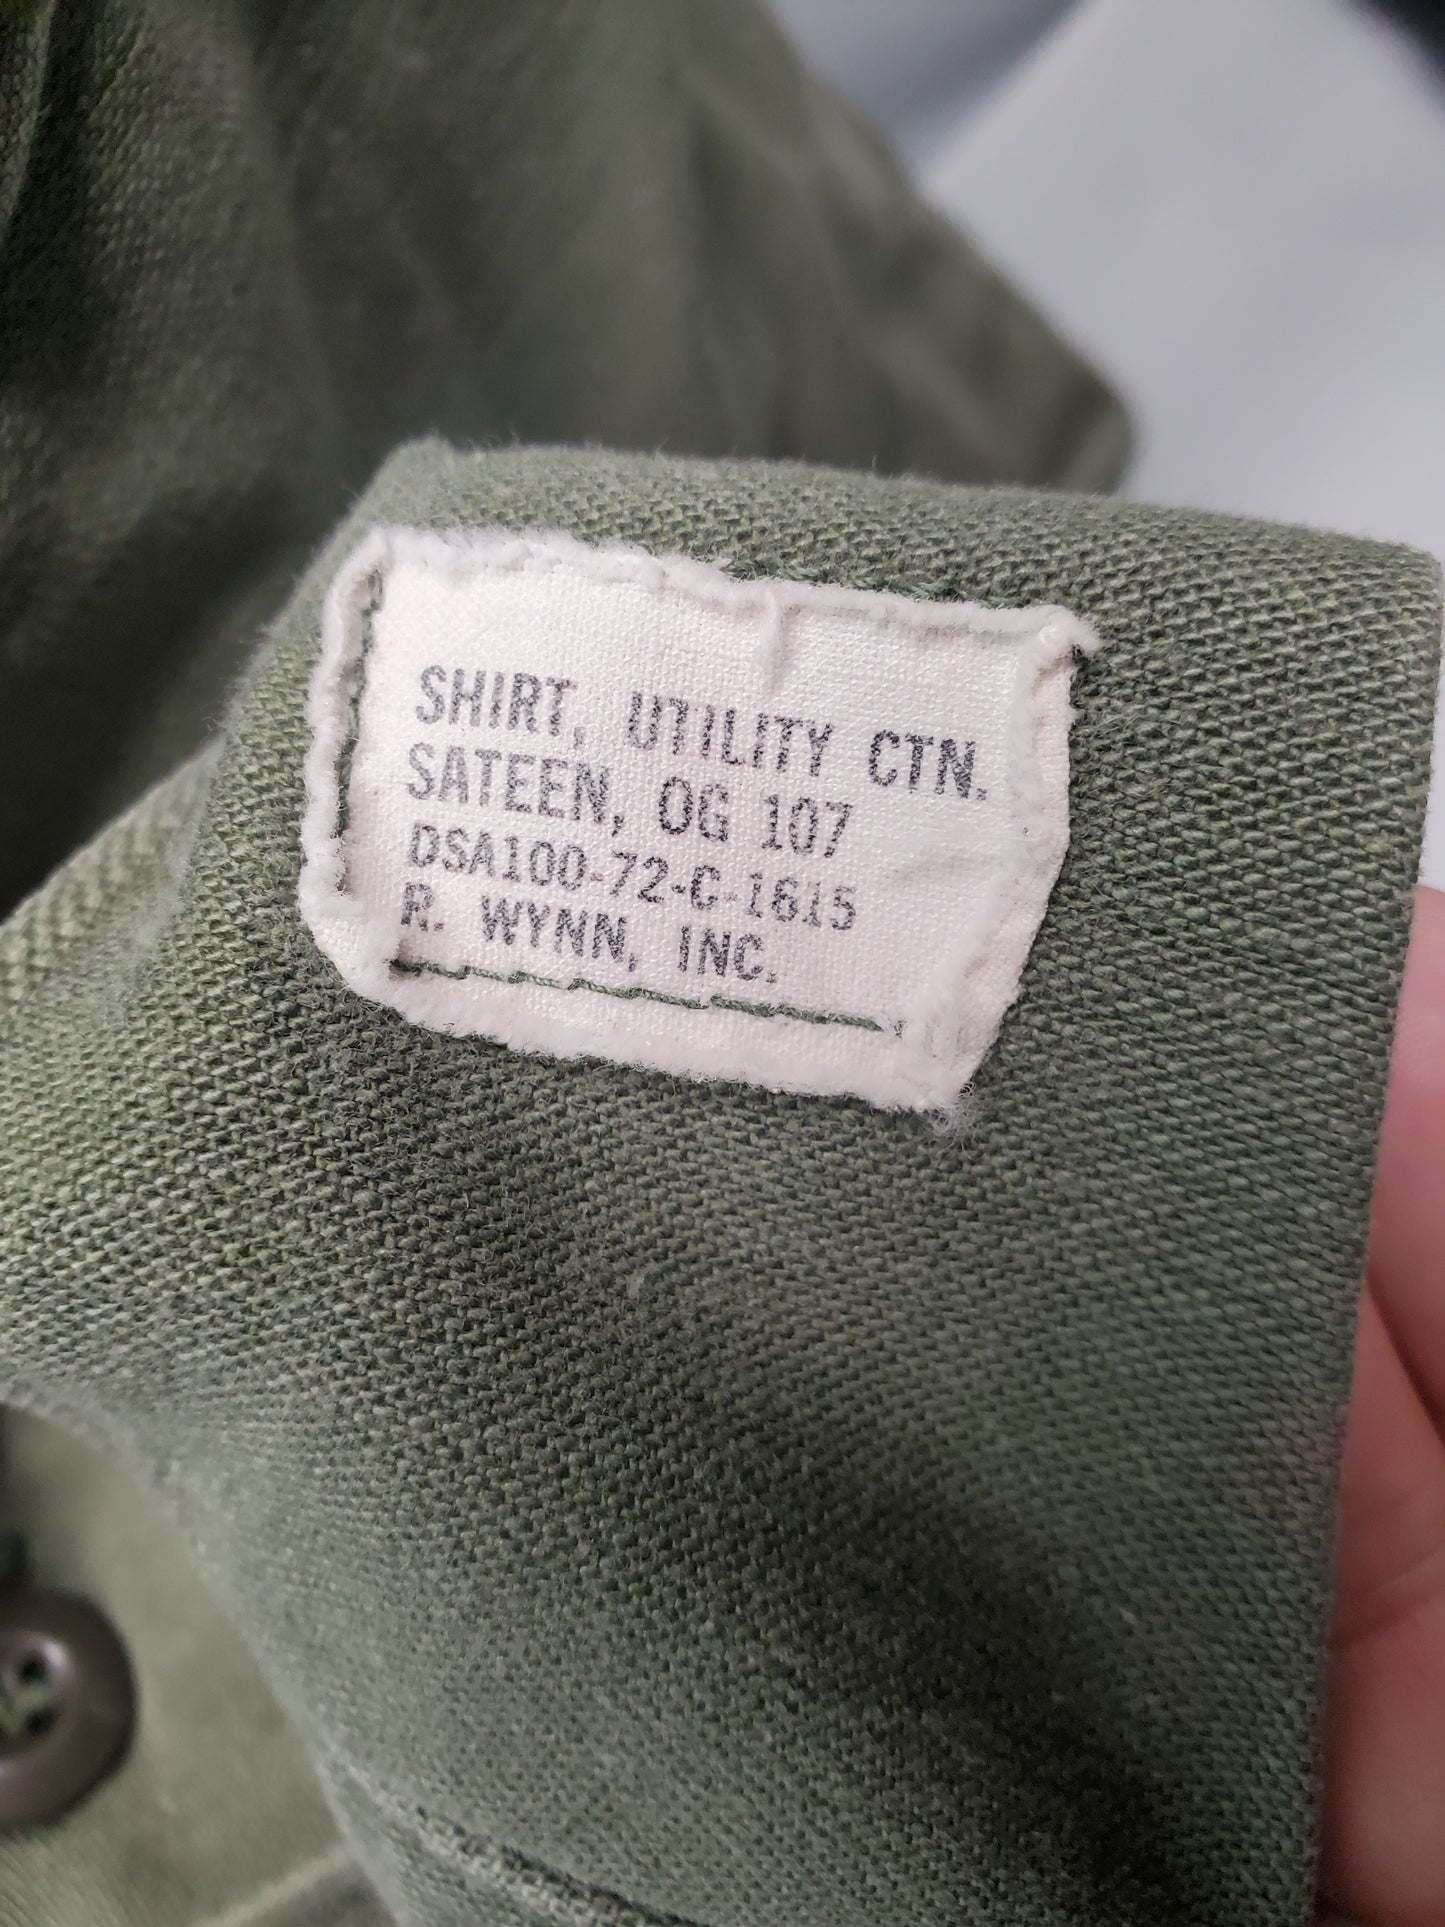 SHIRT, UTILITY CTN.
SATEEN, OG 107
DSA100-72-C-1615
R. WYNN, INC.